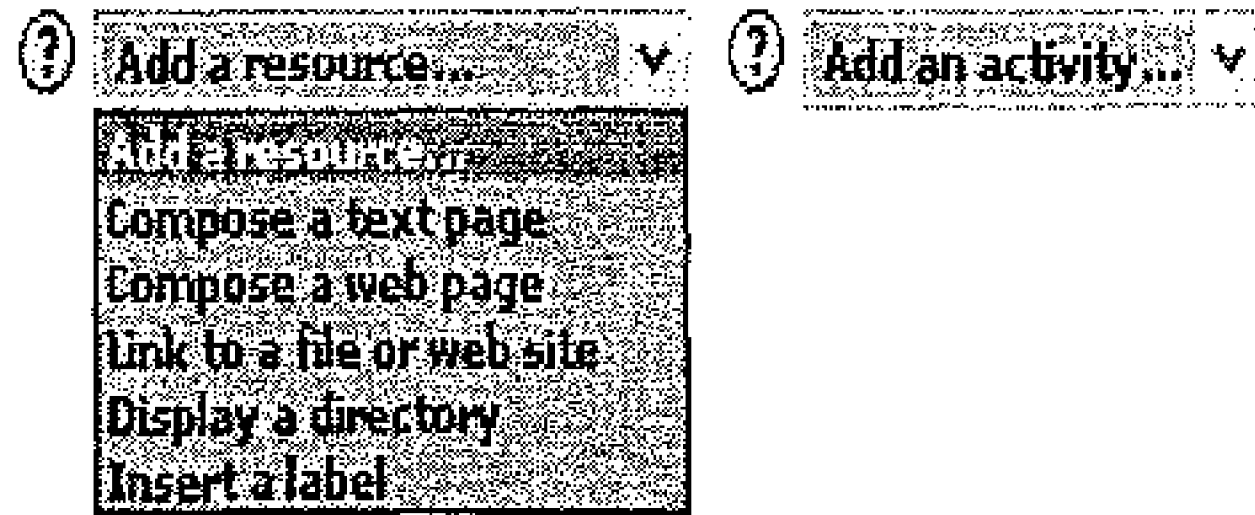 ? Add a resource... ? Add an activity...
Add a resource...
Compose a text page
Compose a web page
Link to a file or web site
Display a directory
Insert a label